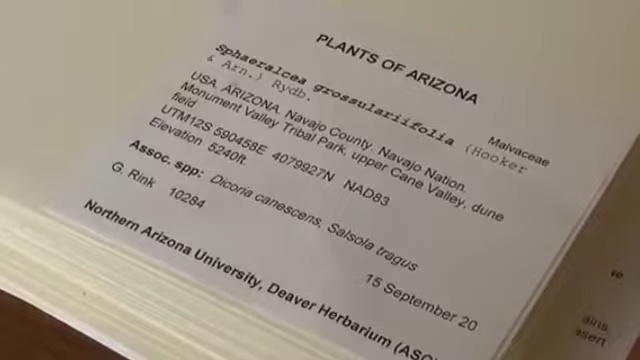 PLANTS OF ARIZONA
Malvaceae
Sphaeralcea grossulariifolia (Hooker
& Arn.) Rydb.
USA, ARIZONA, Navajo County. Navajo Nation.
Monument Valley Tribal Park, upper Cane Valley, dune
field
UTM12S 590458E 4079927N NAD83
Elevation 5240ft.
Assoc. spp: Dicoria canescens, Salsola tragus
G. Rink 10284
15 September 20
Northern Arizona University, Deaver Herbarium (ASC